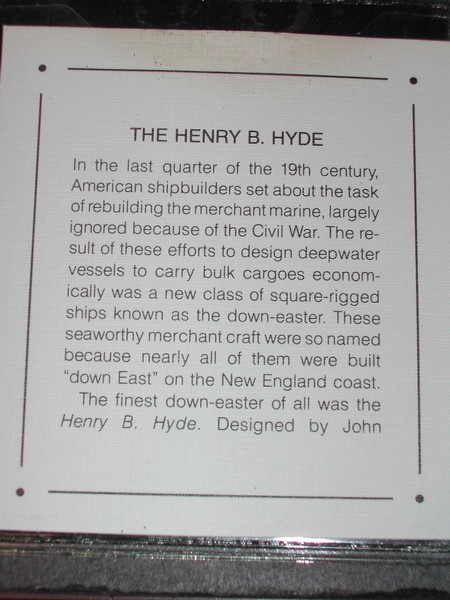 THE HENRY B. HYDE
In the last quarter of the 19th century,
American shipbuilders set about the task
of rebuilding the merchant marine, largely
ignored because of the Civil War. The re-
sult of these efforts to design deepwater
vessels to carry bulk cargoes econom-
ically was a new class of square-rigged
ships known as the down-easter. These
seaworthy merchant craft were so named
because nearly all of them were built
“down East” on the New England coast.
The finest down-easter of all was the
Henry B. Hyde. Designed by John